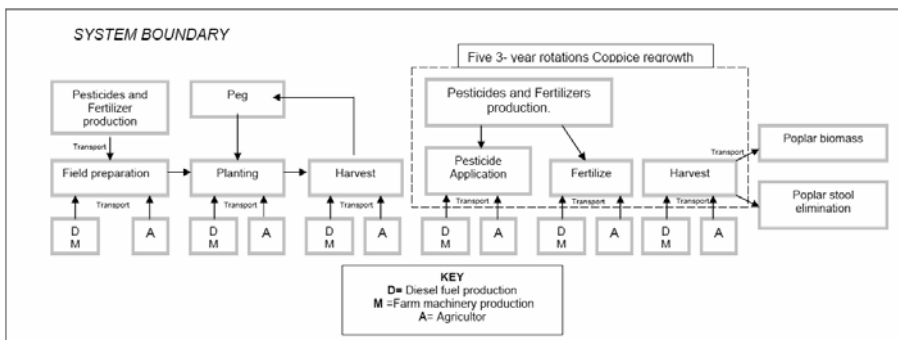 SYSTEM BOUNDARY
Five 3- year rotations Coppice regrowth
Pesticides and
Fertilizer
production
Peg
Pesticides and Fertilizers
production.
Transport
Transport
Poplar biomass
Field preparation
Planting
Harvest
Pesticide
Application
Fertilize
Harvest
Poplar stool
elimination
Transport
Transport
Transport
Transport
Transport
Transport
D
M
A
D
M
A
D
M
A
D
M
A
D
M
A
D
M
A
KEY
D= Diesel fuel production
M =Farm machinery production
A= Agricultor